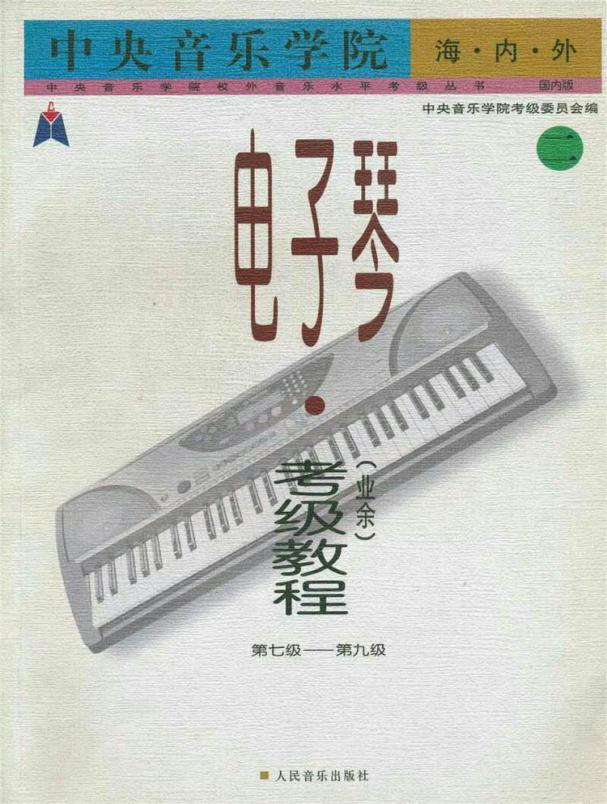 中央音乐学院 海·内·外
中央音乐学院校外音乐水平考级丛书 国内版
中央音乐学院考级委员会编
二
电子琴
·
(业余)
考级教程
第七级——第九级
人民音乐出版社